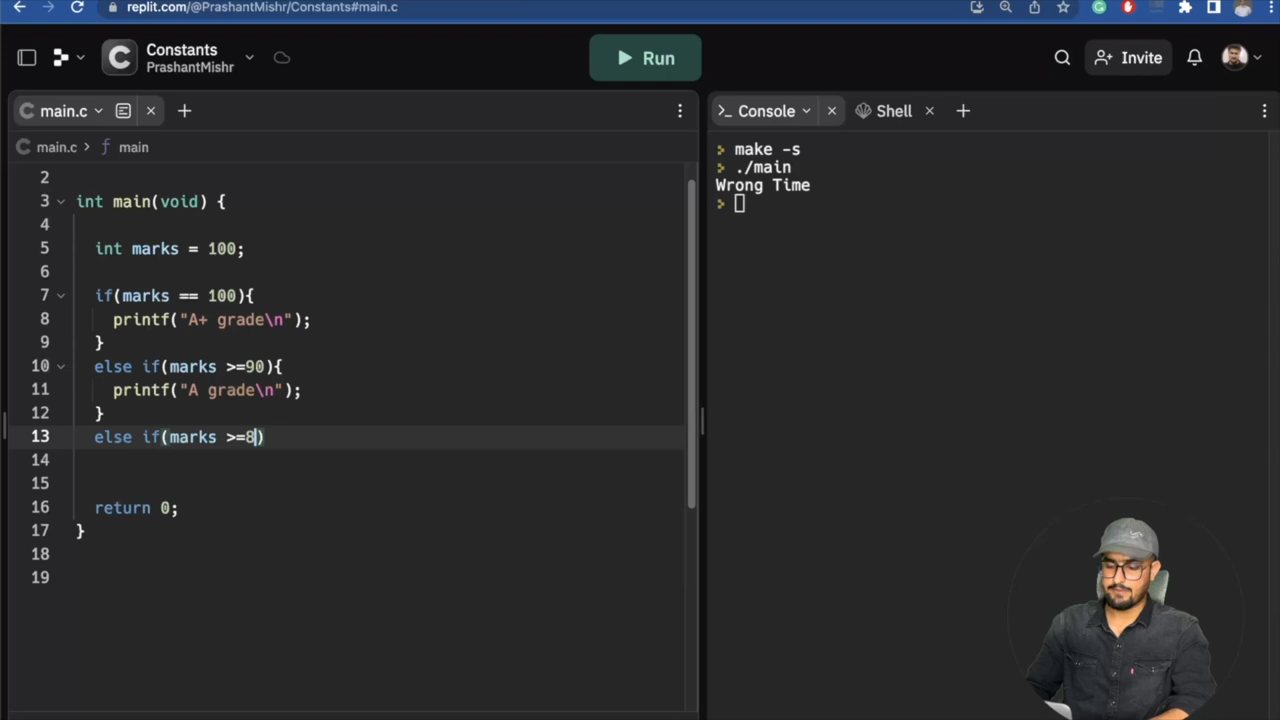 replit.com/@PrashantMishr/Constants#main.c
Constants
PrashantMishr
Run
Invite
main.c
Console
Shell
main.c > main
2
3 int main(void) {
4
5 int marks = 100;
6
7 if(marks == 100){
8 printf("A+ grade\n");
9 }
10 else if(marks >=90){
11 printf("A grade\n");
12 }
13 else if(marks >=8)
14
15
16 return 0;
17 }
18
19
make -s
./main
Wrong Time